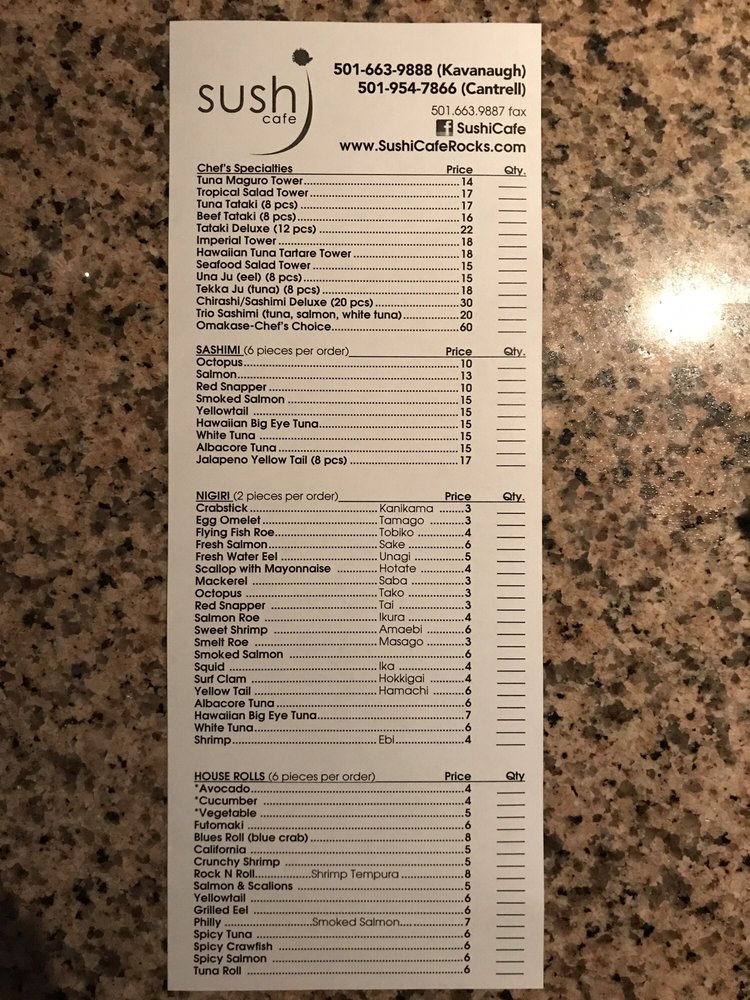 sushi
cafe
501-663-9888 (Kavanaugh)
501-954-7866 (Cantrell)
501.663.9887 fax
SushiCafe
www.SushiCafeRocks.com
Chef's Specialties Price Qty.
Tuna Maguro Tower 14
Tropical Salad Tower 17
Tuna Tataki (8 pcs) 17
Beef Tataki (8 pcs) 16
Tataki Deluxe (12 pcs) 22
Imperial Tower 18
Hawaiian Tuna Tartare Tower 18
Seafood Salad Tower 15
Una Ju (eel) (8 pcs) 15
Tekka Ju (tuna) (8 pcs) 18
Chirashi/Sashimi Deluxe (20 pcs) 30
Trio Sashimi (tuna, salmon, white tuna) 20
Omakase-Chef's Choice 60
SASHIMI (6 pieces per order) Price Qty.
Octopus 10
Salmon 13
Red Snapper 10
Smoked Salmon 15
Yellowtail 15
Hawaiian Big Eye Tuna 15
White Tuna 15
Albacore Tuna 15
Jalapeno Yellow Tail (8 pcs) 17
NIGIRI (2 pieces per order) Price Qty.
Crabstick Kanikama 3
Egg Omelet Tamago 3
Flying Fish Roe Tobiko 4
Fresh Salmon Sake 6
Fresh Water Eel Unagi 5
Scallop with Mayonnaise Hotate 4
Mackerel Saba 3
Octopus Tako 3
Red Snapper Tai 3
Salmon Roe Ikura 4
Sweet Shrimp Amaebi 6
Smelt Roe Masago 3
Smoked Salmon 6
Squid Ika 4
Surf Clam Hokkigai 4
Yellow Tail Hamachi 6
Albacore Tuna 6
Hawaiian Big Eye Tuna 7
White Tuna 6
Shrimp Ebi 4
HOUSE ROLLS (6 pieces per order) Price Qty
*Avocado 4
*Cucumber 4
*Vegetable 5
Futomaki 6
Blues Roll (blue crab) 8
California 5
Crunchy Shrimp 5
Rock N Roll Shrimp Tempura 8
Salmon & Scalions 5
Yellowtail 6
Grilled Eel 6
Philly Smoked Salmon 7
Spicy Tuna 6
Spicy Crawfish 6
Spicy Salmon 6
Tuna Roll 6